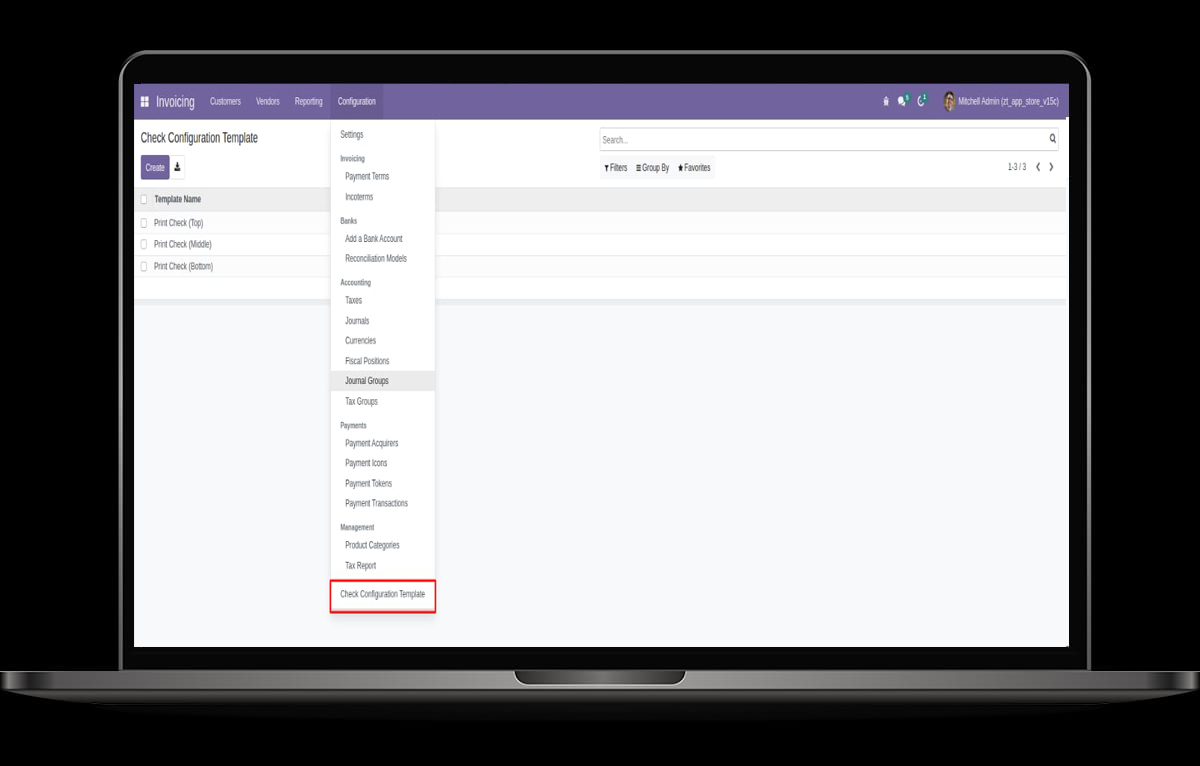 Invoicing Customers Vendors Reporting Configuration Mitchell Admin (zt_app_store_v15c)
Check Configuration Template
Search...
Create
Filters Group By Favorites
1-3 / 3
Template Name
Print Check (Top)
Print Check (Middle)
Print Check (Bottom)
Settings
Invoicing
Payment Terms
Incoterms
Banks
Add a Bank Account
Reconciliation Models
Accounting
Taxes
Journals
Currencies
Fiscal Positions
Journal Groups
Tax Groups
Payments
Payment Acquirers
Payment Icons
Payment Tokens
Payment Transactions
Management
Product Categories
Tax Report
Check Configuration Template